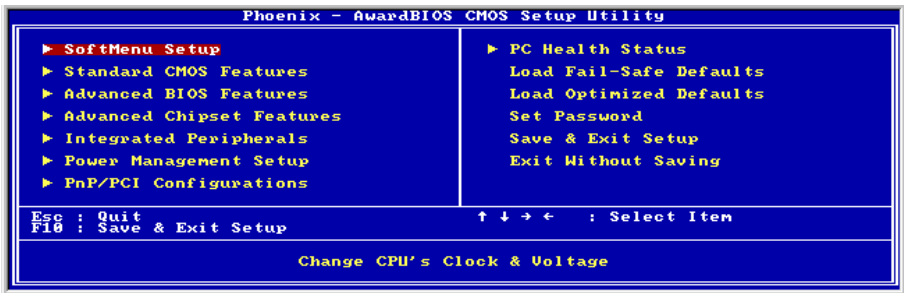 Phoenix - AwardBIOS CMOS Setup Utility
► SoftMenu Setup
► Standard CMOS Features
► Advanced BIOS Features
► Advanced Chipset Features
► Integrated Peripherals
► Power Management Setup
► PnP/PCI Configurations
► PC Health Status
Load Fail-Safe Defaults
Load Optimized Defaults
Set Password
Save & Exit Setup
Exit Without Saving
Esc : Quit
F10 : Save & Exit Setup
↑ ↓ → ← : Select Item
Change CPU's Clock & Voltage